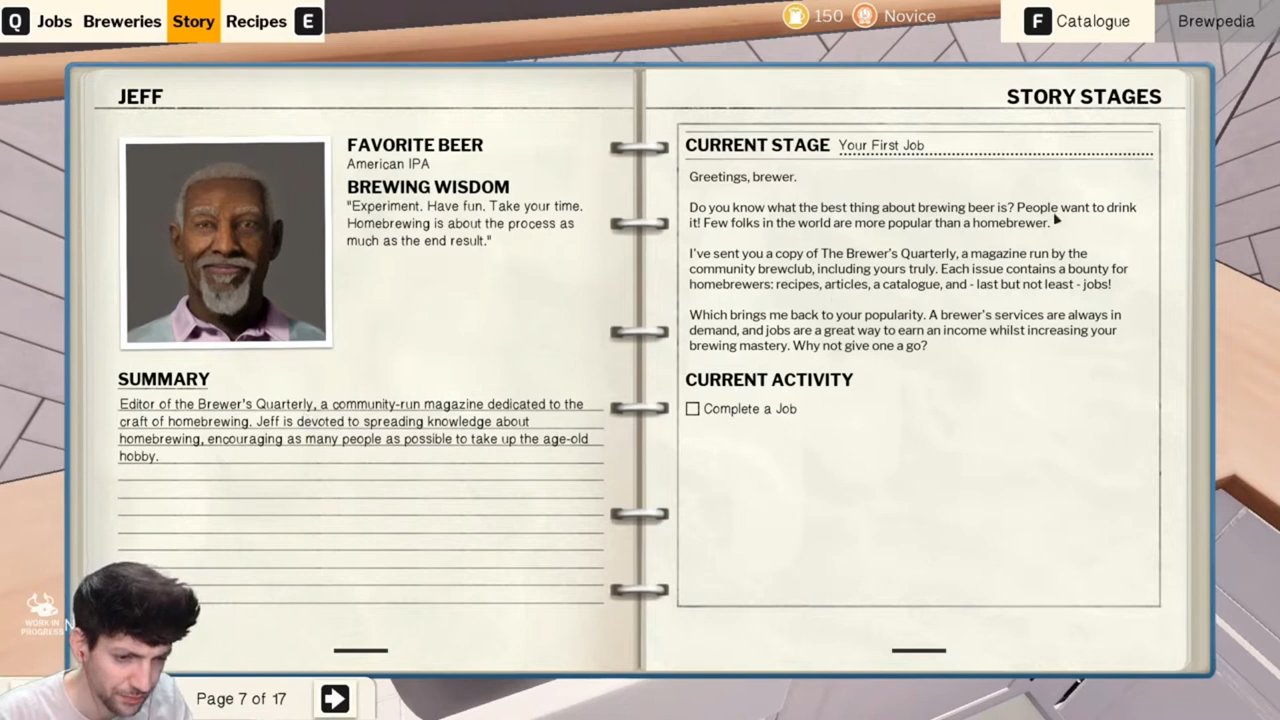 Q Jobs Breweries Story Recipes E
150 Novice
F Catalogue Brewpedia
JEFF
FAVORITE BEER
American IPA
BREWING WISDOM
"Experiment. Have fun. Take your time.
Homebrewing is about the process as
much as the end result."
SUMMARY
Editor of the Brewer's Quarterly, a community-run magazine dedicated to the
craft of homebrewing. Jeff is devoted to spreading knowledge about
homebrewing, encouraging as many people as possible to take up the age-old
hobby.
STORY STAGES
CURRENT STAGE Your First Job
Greetings, brewer.
Do you know what the best thing about brewing beer is? People want to drink
it! Few folks in the world are more popular than a homebrewer.
I've sent you a copy of The Brewer's Quarterly, a magazine run by the
community brewclub, including yours truly. Each issue contains a bounty for
homebrewers: recipes, articles, a catalogue, and - last but not least - jobs!
Which brings me back to your popularity. A brewer's services are always in
demand, and jobs are a great way to earn an income whilst increasing your
brewing mastery. Why not give one a go?
CURRENT ACTIVITY
Complete a Job
WORK IN
PROGRESS
Page 7 of 17